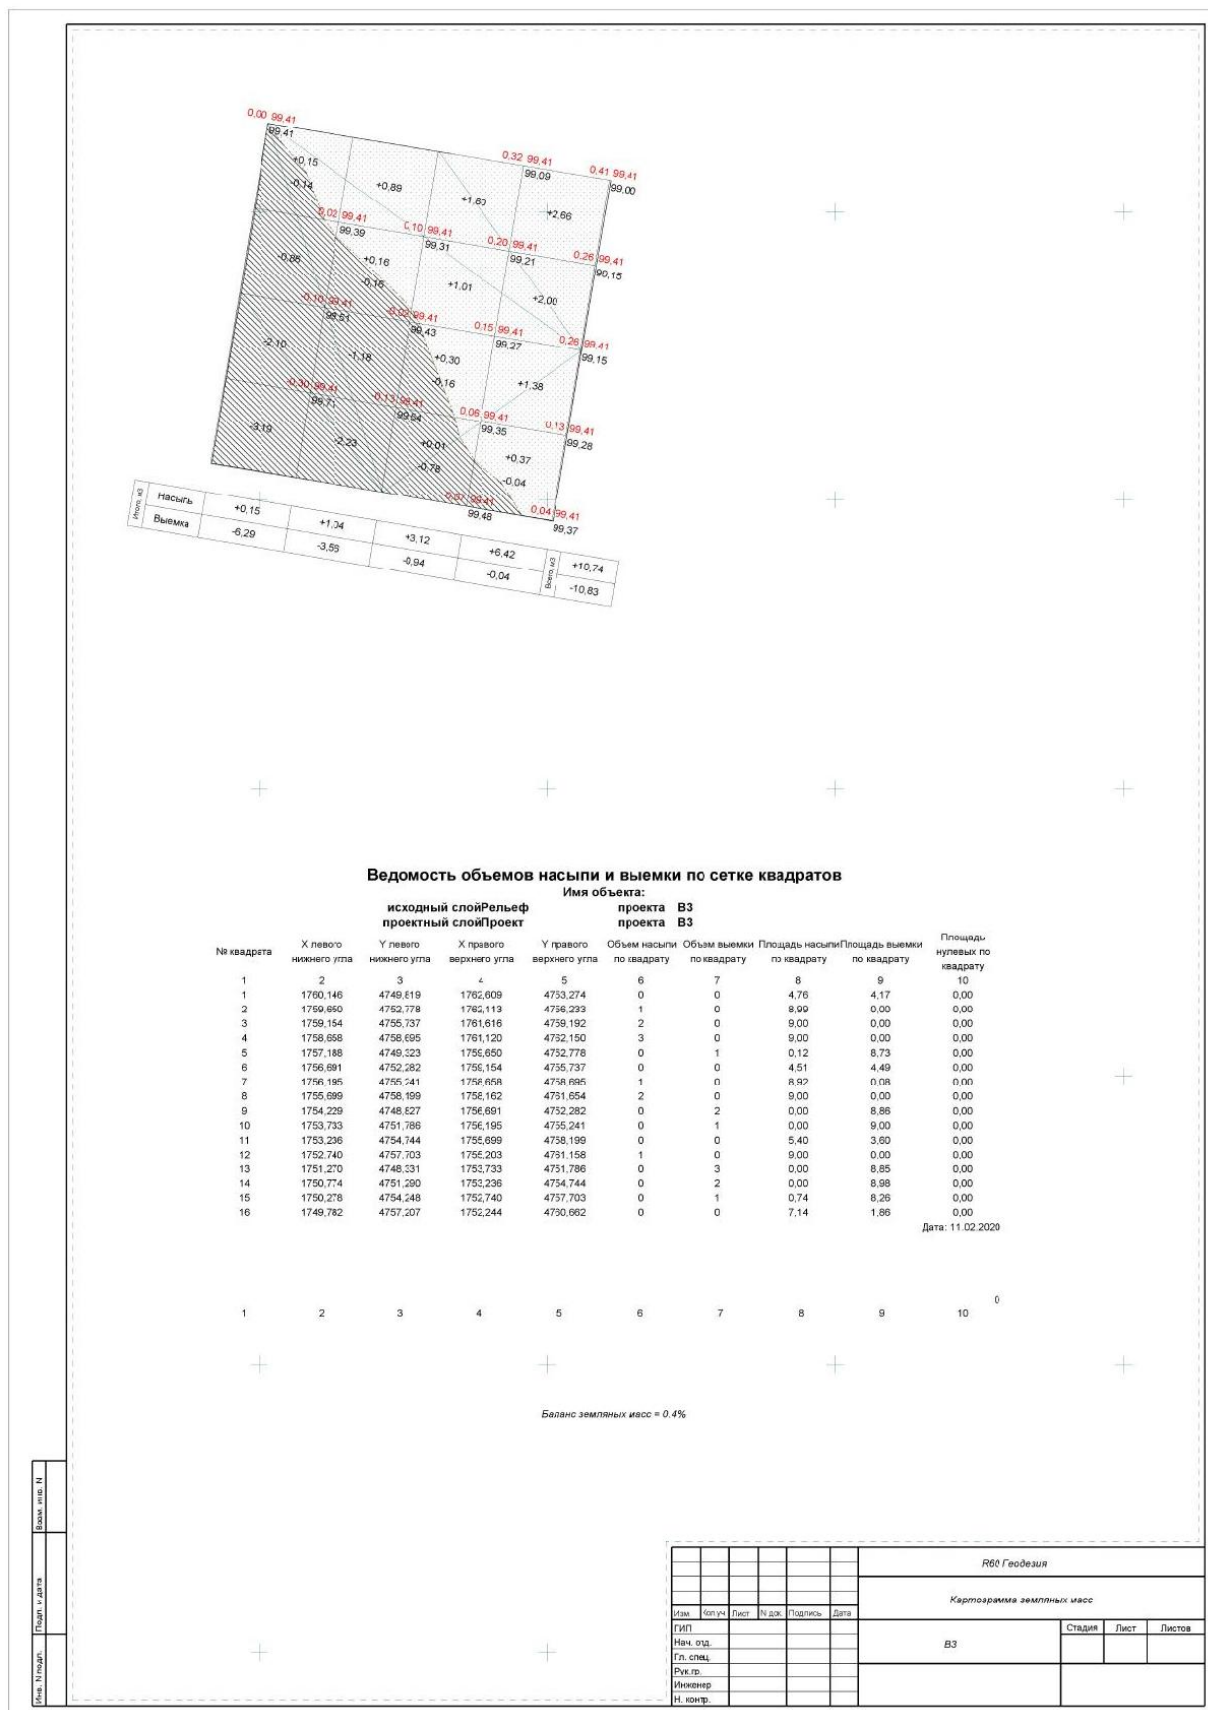 0,00 99,41
99,41
0,32 99,41
99,09
0,41 99,41
99,00
+0,15
-0,14
+0,89
+1,60
+2,66
0,02 99,41
99,39
0,10 99,41
99,31
0,20 99,41
99,21
0,26 99,41
99,15
-0,86
+0,16
-0,16
+1,01
+2,00
-0,10 99,41
99,51
-0,02 99,41
99,43
0,15 99,41
99,27
0,26 99,41
99,15
-2,10
-1,18
+0,30
-0,16
+1,38
-0,30 99,41
99,71
-0,13 99,41
99,54
0,06 99,41
99,35
0,13 99,41
99,28
-3,19
-2,23
+0,01
-0,78
+0,37
-0,04
-0,07 99,41
99,48
0,04 99,41
99,37
Итого, м3
Насыпь +0,15 +1,04 +3,12 +6,42 +10,74
Выемка -6,29 -3,56 -0,94 -0,04 -10,83
Всего, м3
Ведомость объемов насыпи и выемки по сетке квадратов
Имя объекта:
исходный слойРельеф проекта В3
проектный слойПроект проекта В3
№ квадрата X левого нижнего угла Y левого нижнего угла X правого верхнего угла Y правого верхнего угла Объем насыпи по квадрату Объем выемки по квадрату Площадь насыпи по квадрату Площадь выемки по квадрату Площадь нулевых по квадрату
1 2 3 4 5 6 7 8 9 10
1 1760,146 4749,819 1762,609 4753,274 0 0 4,76 4,17 0,00
2 1759,650 4752,778 1762,113 4756,233 1 0 8,99 0,00 0,00
3 1759,154 4755,737 1761,616 4759,192 2 0 9,00 0,00 0,00
4 1758,658 4758,695 1761,120 4762,150 3 0 9,00 0,00 0,00
5 1757,188 4749,323 1759,650 4752,778 0 1 0,12 8,73 0,00
6 1756,691 4752,282 1759,154 4755,737 0 0 4,51 4,49 0,00
7 1756,195 4755,241 1758,658 4758,695 1 0 8,92 0,08 0,00
8 1755,699 4758,199 1758,162 4761,654 2 0 9,00 0,00 0,00
9 1754,229 4748,827 1756,691 4752,282 0 2 0,00 8,86 0,00
10 1753,733 4751,786 1756,195 4755,241 0 1 0,00 9,00 0,00
11 1753,236 4754,744 1755,699 4758,199 0 0 5,40 3,60 0,00
12 1752,740 4757,703 1755,203 4761,158 1 0 9,00 0,00 0,00
13 1751,270 4748,331 1753,733 4751,786 0 3 0,00 8,85 0,00
14 1750,774 4751,290 1753,236 4754,744 0 2 0,00 8,98 0,00
15 1750,278 4754,248 1752,740 4757,703 0 1 0,74 8,26 0,00
16 1749,782 4757,207 1752,244 4760,662 0 0 7,14 1,86 0,00
Дата: 11.02.2020
0
1 2 3 4 5 6 7 8 9 10
Баланс земляных масс = 0.4%
Взам. инв. N
Подп. и дата
Инв. N подл.
R60 Геодезия
Картограмма земляных масс
Изм. Кол.уч Лист N док. Подпись Дата
ГИП
Нач. отд.
Гл. спец.
Рук.гр.
Инженер
Н. контр.
В3
Стадия Лист Листов